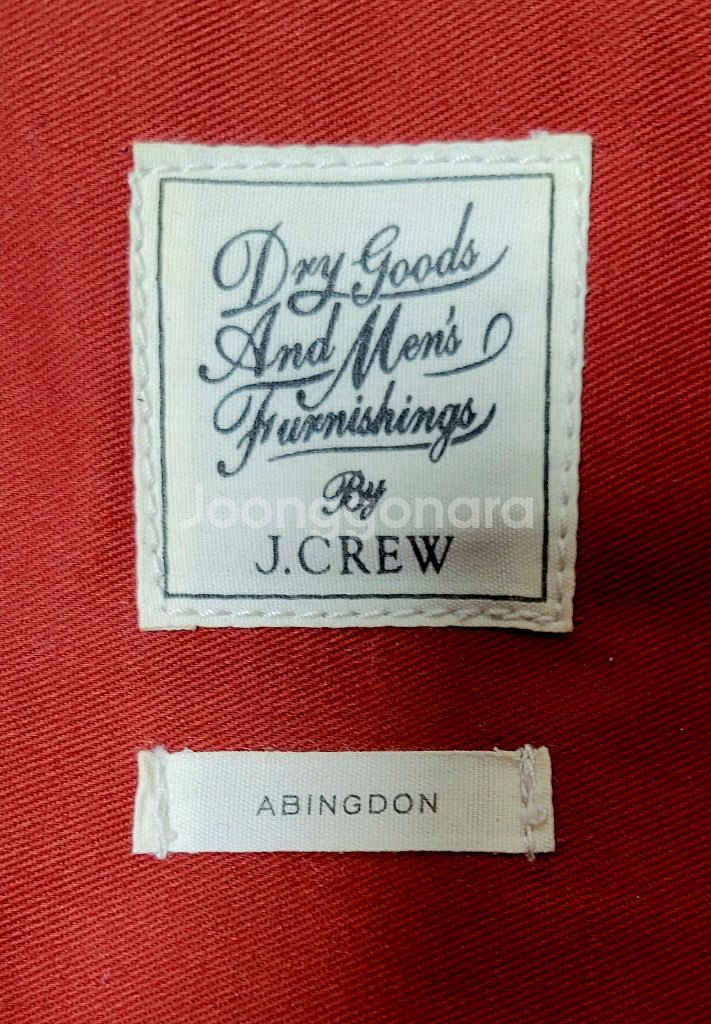 Dry Goods
And Men's
Furnishings
By
Joonggonara
J.CREW
ABINGDON